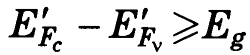 E′_{F_c} − E′_{F_v} ⩾ E_g